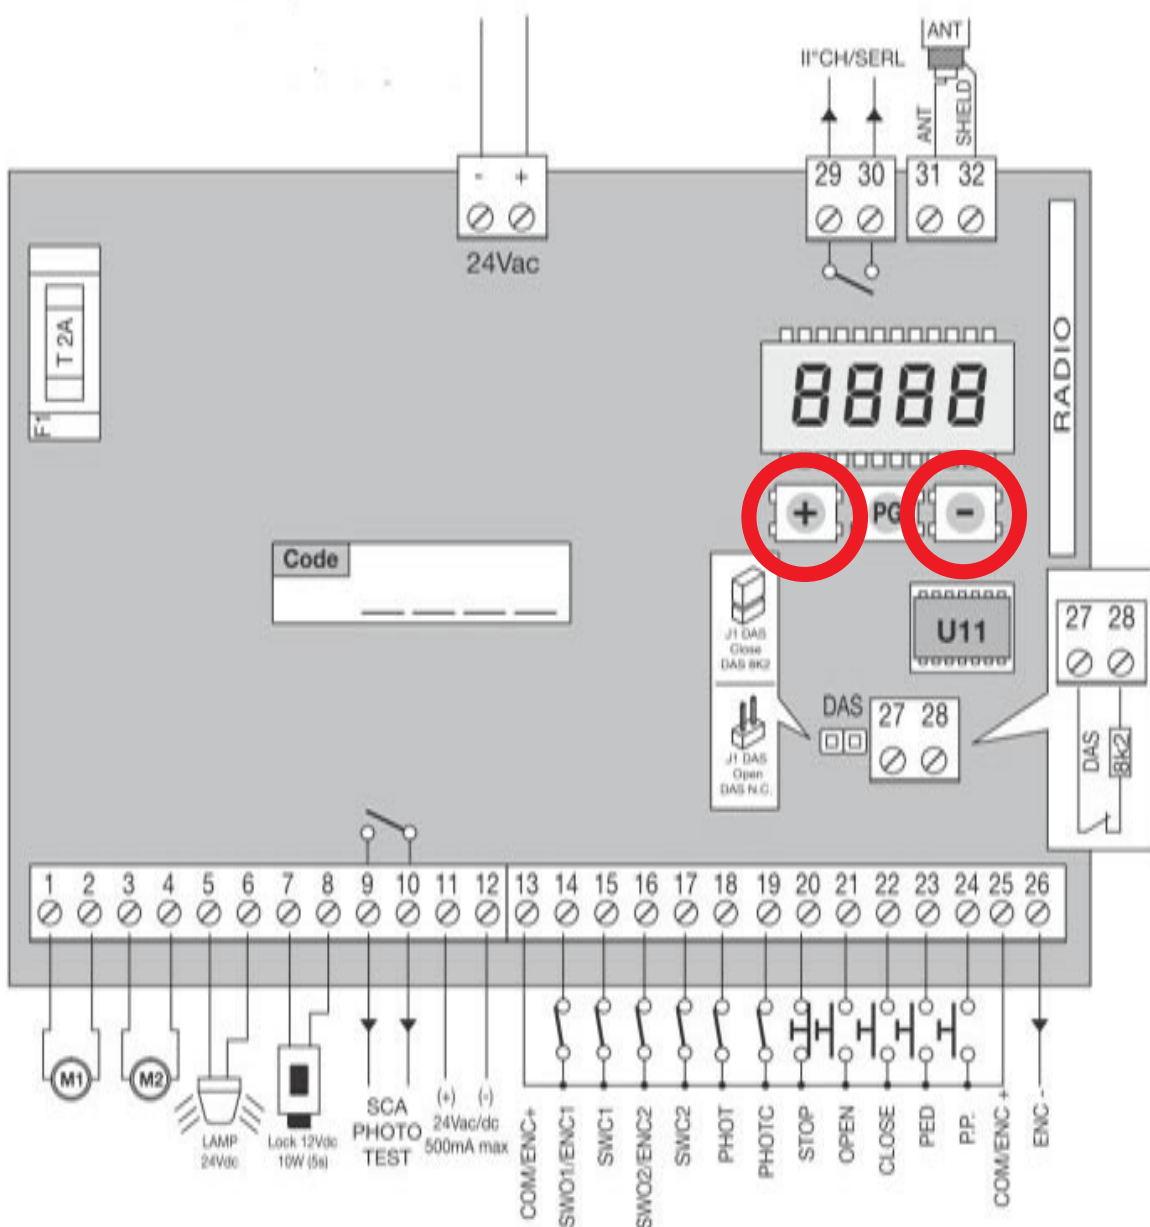 ANT
II°CH/SERL
ANT
SHIELD
- +
29 30
31 32
24Vac
T 2A
F1
8888
RADIO
+ PG -
Code
J1 DAS
Close
DAS 8K2
J1 DAS
Open
DAS N.C.
U11
DAS
27 28
27 28
DAS
8k2
1 2 3 4 5 6 7 8 9 10 11 12 13 14 15 16 17 18 19 20 21 22 23 24 25 26
M1
M2
LAMP
24Vdc
Lock 12Vdc
10W (5s)
SCA
PHOTO
TEST
(+) (-)
24Vac/dc
500mA max
COM/ENC+
SWO1/ENC1
SWC1
SWO2/ENC2
SWC2
PHOT
PHOTC
STOP
OPEN
CLOSE
PED
P.P.
COM/ENC +
ENC -